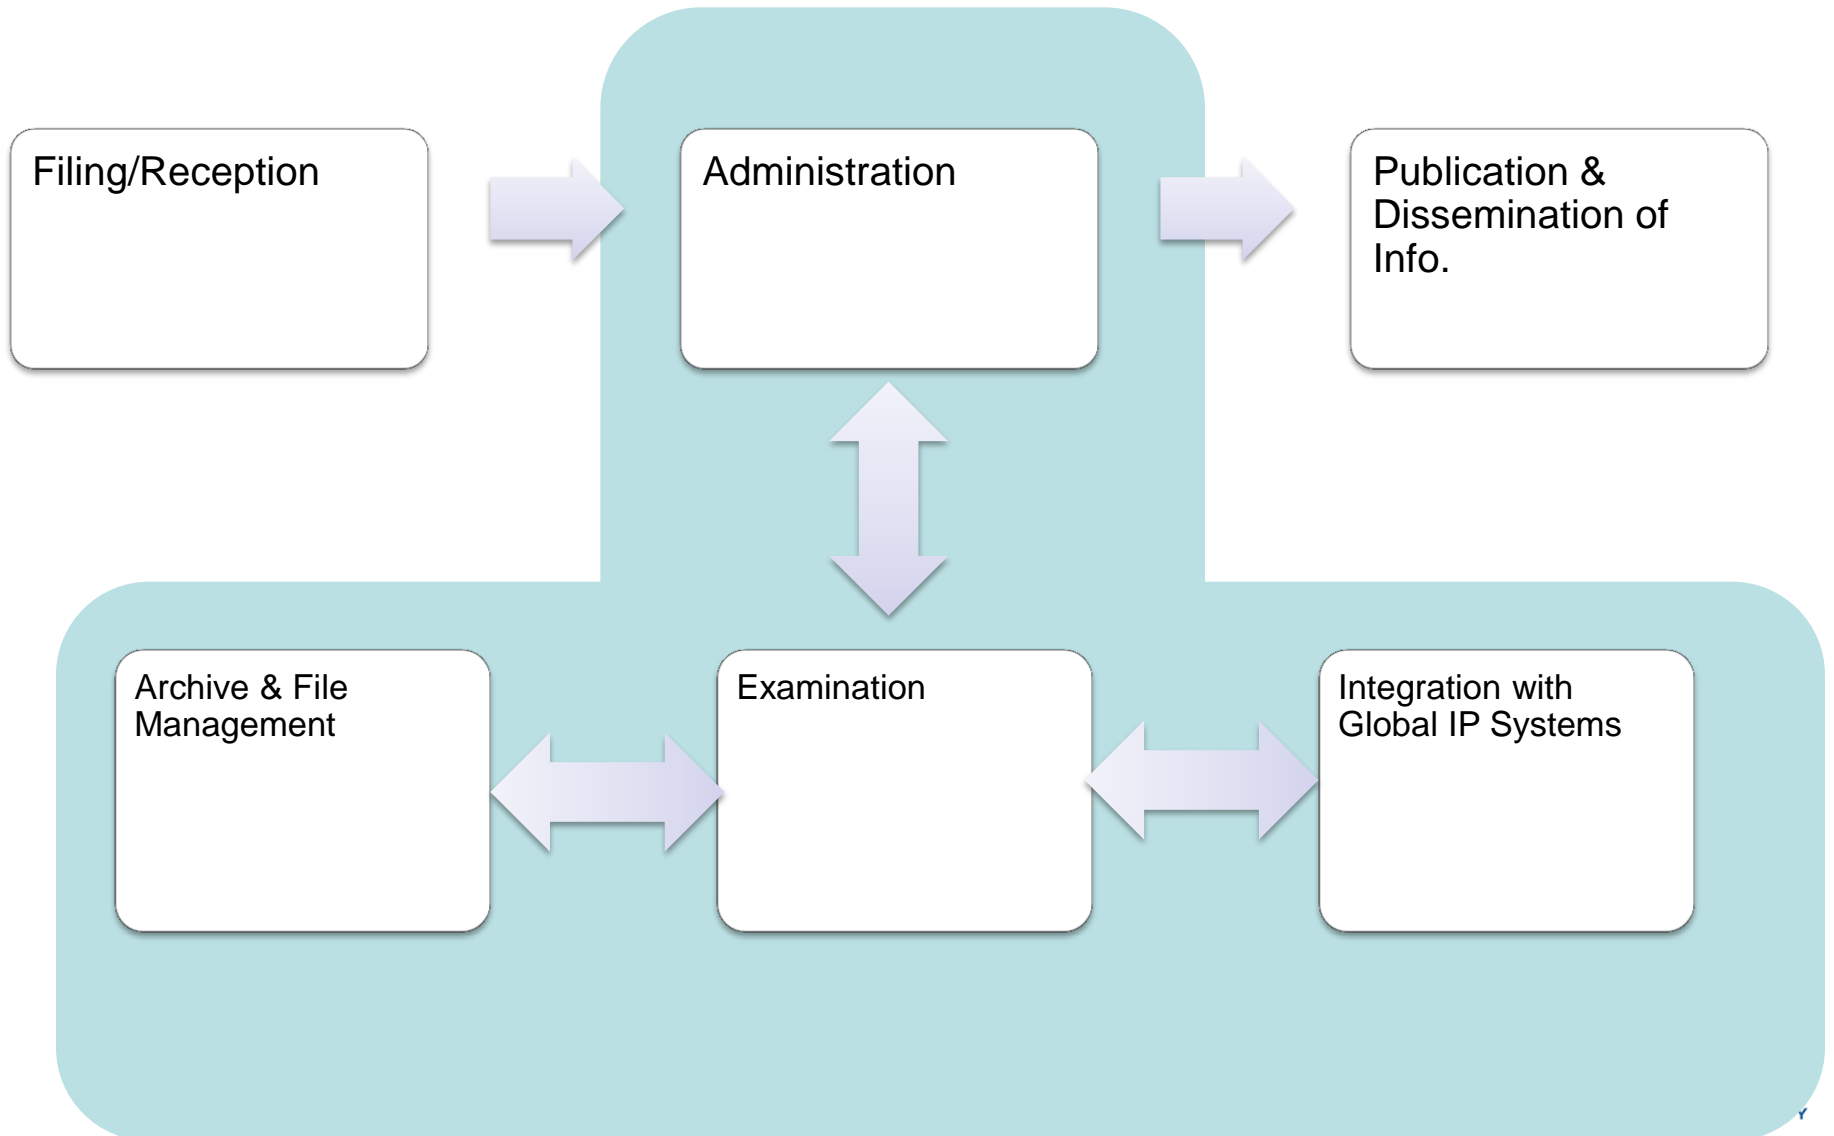 Filing/Reception
Administration
Publication &
Dissemination of
Info.
Archive & File
Management
Examination
Integration with
Global IP Systems
Y